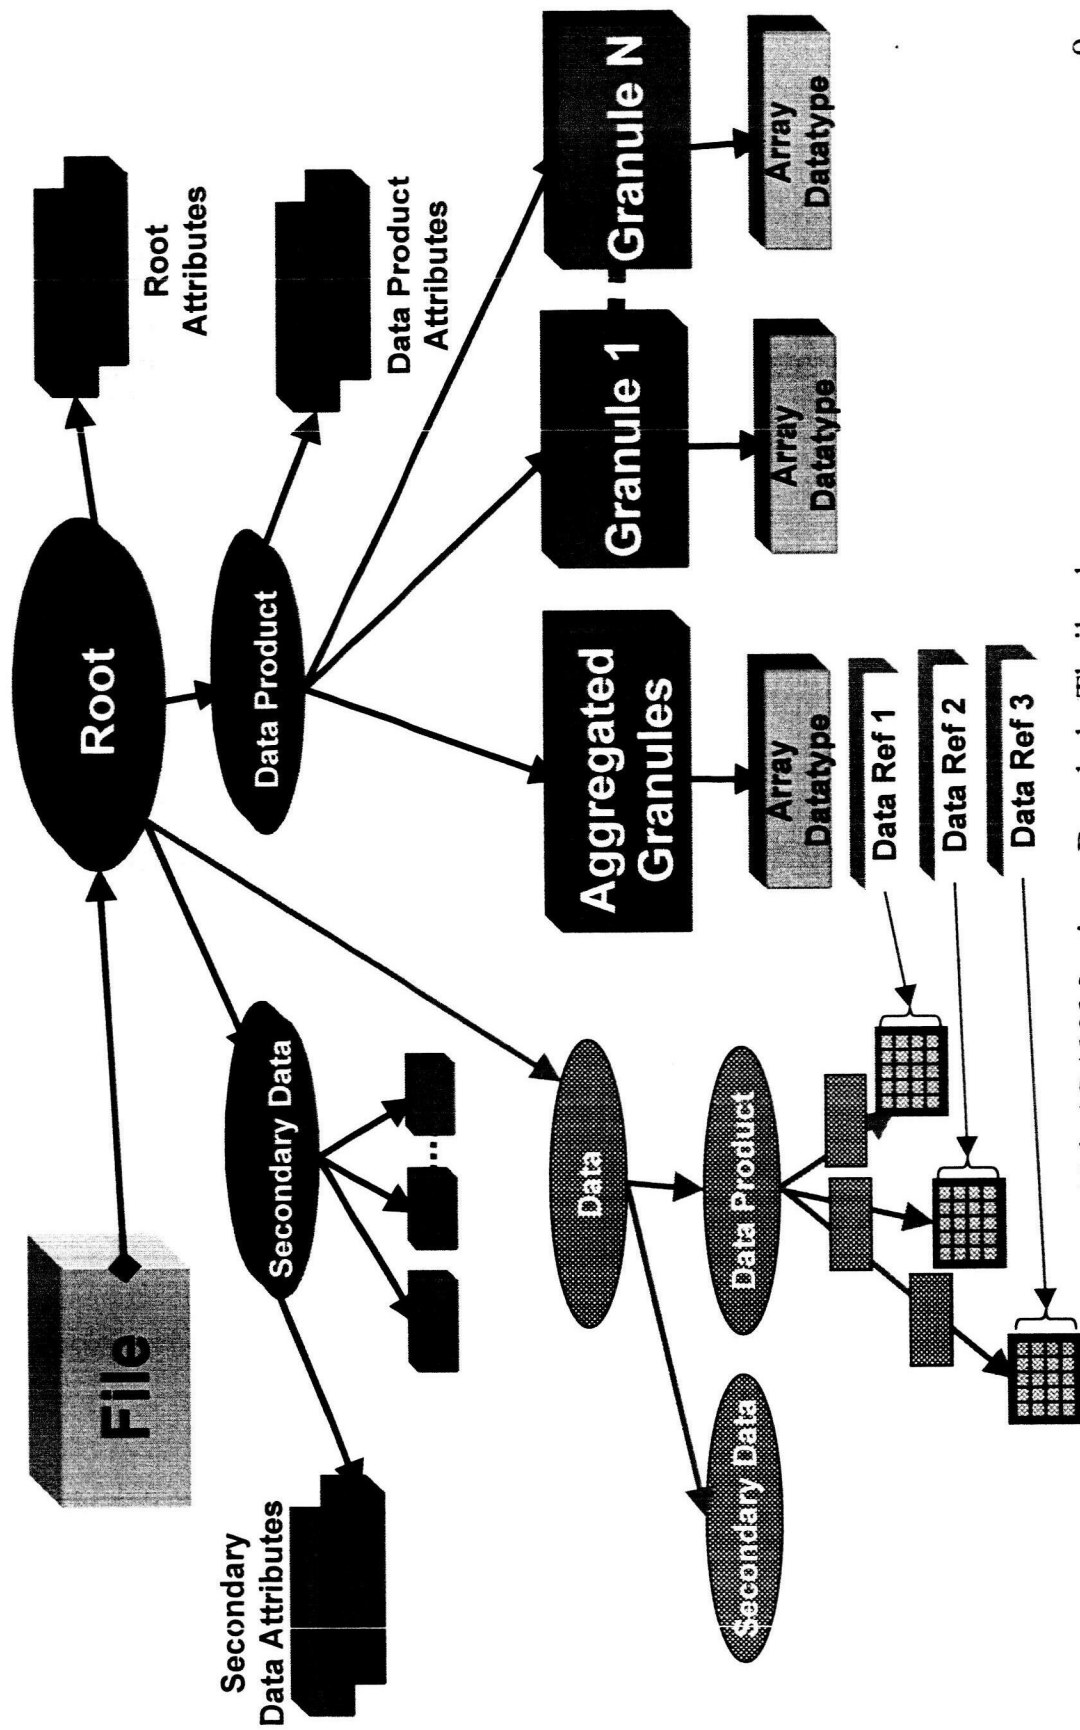 File
Root
Root
Attributes
Secondary
Data Attributes
Secondary Data
Data Product
Data Product
Attributes
Data
Aggregated
Granules
Granule 1
Granule N
Secondary Data
Data Product
Array
Datatype
Array
Datatype
Array
Datatype
Data Ref 1
Data Ref 2
Data Ref 3